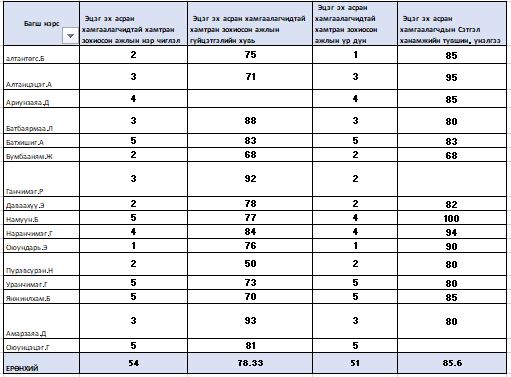 Багш нэрс Эцэг эх асран хамгаалагчидтай хамтран зохиосон ажлын нэр чиглэл Эцэг эх асран хамгаалагчидтай хамтран зохиосон ажлын гүйцэтгэлийн хувь Эцэг эх асран хамгаалагчидтай хамтран зохиосон ажлын үр дүн Эцэг эх асран хамгаалагчдын Сэтгэл ханамжийн түвшин, үнэлгээ
алтантөгс.Б 2 75 1 85
Алтанцэцэг.А 3 71 3 95
Ариунзаяа.Д 4 4 85
Батбаярмаа.Л 3 88 3 80
Батхишиг.А 5 83 5 83
Бумбааням.Ж 2 68 2 68
Ганчимэг.Р 3 92 2
Даваахүү.Э 2 78 2 82
Намуун.Б 5 77 4 100
Наранчимэг.Г 4 84 4 94
Оюундарь.Э 1 76 1 90
Пүрэвсүрэн.Н 2 50 2 80
Уранчимэг.Г 5 73 5 80
Янжинлхам.Б 5 70 5 85
Амарзаяа.Д 3 93 3 80
Оюунцэцэг.Г 5 81 5
ЕРӨНХИЙ 54 78.33 51 85.6